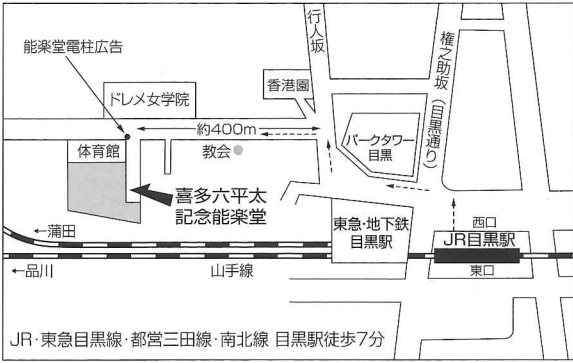 能楽堂電柱広告
ドレメ女学院
行人坂
香港園
権之助坂(目黒通り)
約400m
教会
パークタワー
目黒
体育館
喜多六平太
記念能楽堂
←蒲田
東急・地下鉄
目黒駅
西口
JR目黒駅
東口
←品川
山手線
JR・東急目黒線・都営三田線・南北線 目黒駅徒歩7分